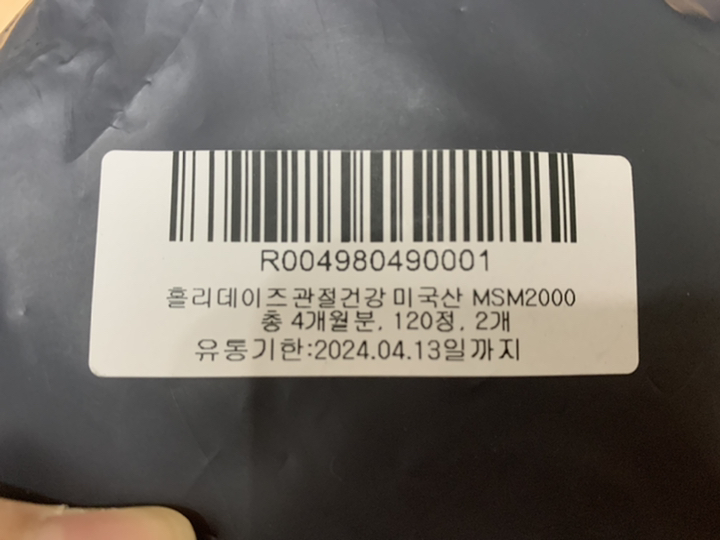 R004980490001
흘리데이즈관절건강 미국산 MSM2000
총 4개월분, 120정, 2개
유통기한:2024.04.13일까지